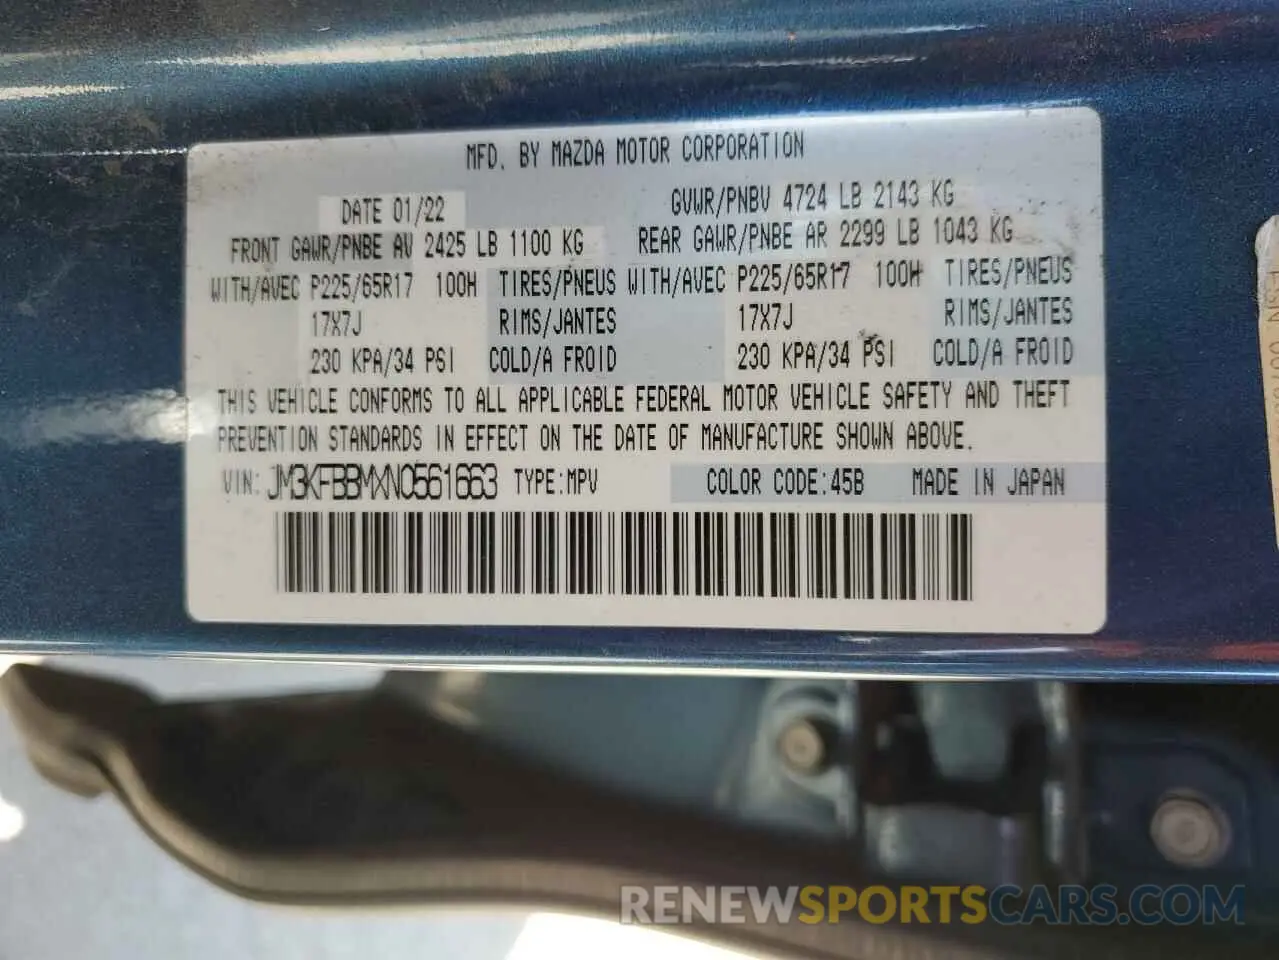 MFD. BY MAZDA MOTOR CORPORATION
DATE 01/22 GVWR/PNBV 4724 LB 2143 KG
FRONT GAWR/PNBE AV 2425 LB 1100 KG REAR GAWR/PNBE AR 2299 LB 1043 KG
WITH/AVEC P225/65R17 100H TIRES/PNEUS WITH/AVEC P225/65R17 100H TIRES/PNEUS
17X7J RIMS/JANTES 17X7J RIMS/JANTES
230 KPA/34 PSI COLD/A FROID 230 KPA/34 PSI COLD/A FROID
THIS VEHICLE CONFORMS TO ALL APPLICABLE FEDERAL MOTOR VEHICLE SAFETY AND THEFT
PREVENTION STANDARDS IN EFFECT ON THE DATE OF MANUFACTURE SHOWN ABOVE.
VIN: JM3KFBBMXN0561663 TYPE:MPV COLOR CODE:45B MADE IN JAPAN
RENEWSPORTSCARS.COM